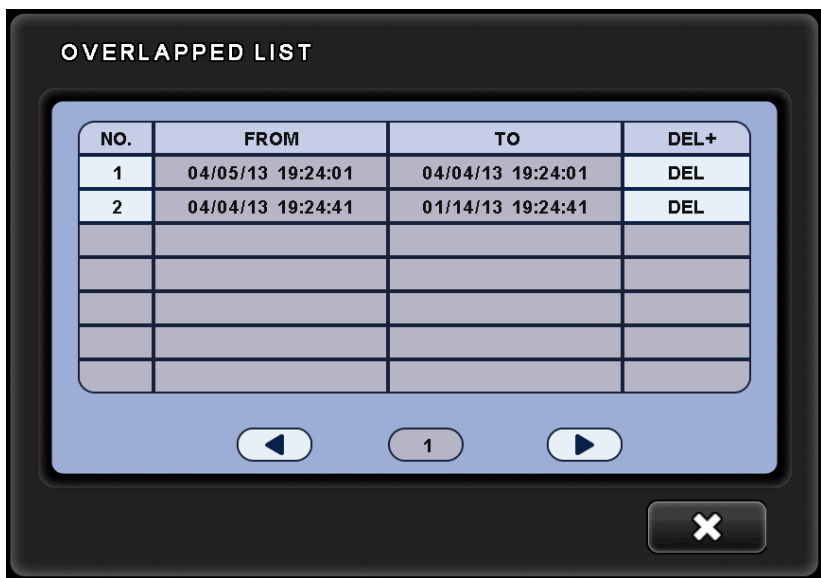 OVERLAPPED LIST
NO. FROM TO DEL+
1 04/05/13 19:24:01 04/04/13 19:24:01 DEL
2 04/04/13 19:24:41 01/14/13 19:24:41 DEL
1